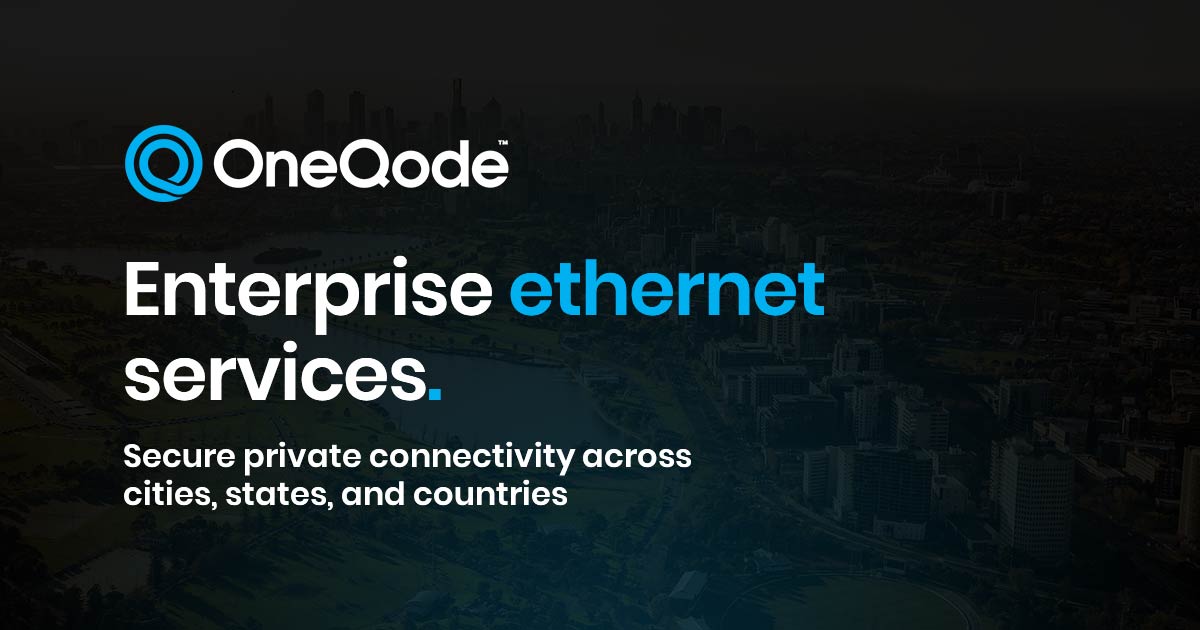 OneQode™
Enterprise ethernet
services.
Secure private connectivity across
cities, states, and countries